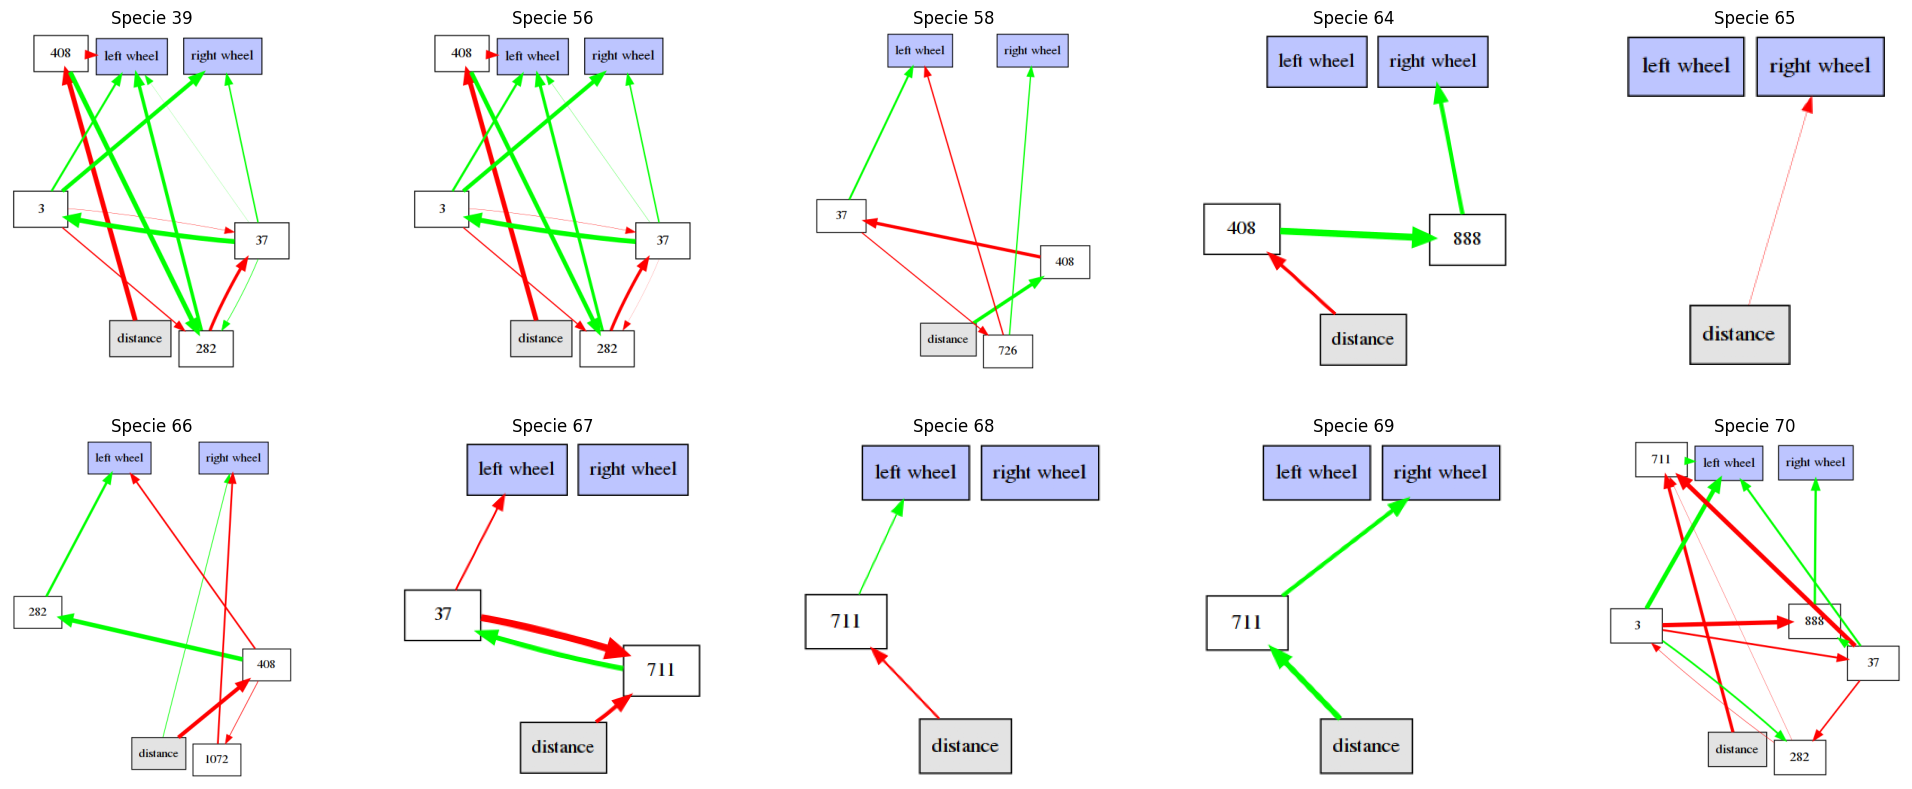 Specie 39
408
left wheel
right wheel
3
37
distance
282
Specie 56
408
left wheel
right wheel
3
37
distance
282
Specie 58
left wheel
right wheel
37
408
distance
726
Specie 64
left wheel
right wheel
408
888
distance
Specie 65
left wheel
right wheel
distance
Specie 66
left wheel
right wheel
282
408
distance
1072
Specie 67
left wheel
right wheel
37
711
distance
Specie 68
left wheel
right wheel
711
distance
Specie 69
left wheel
right wheel
711
distance
Specie 70
711
left wheel
right wheel
3
888
37
distance
282